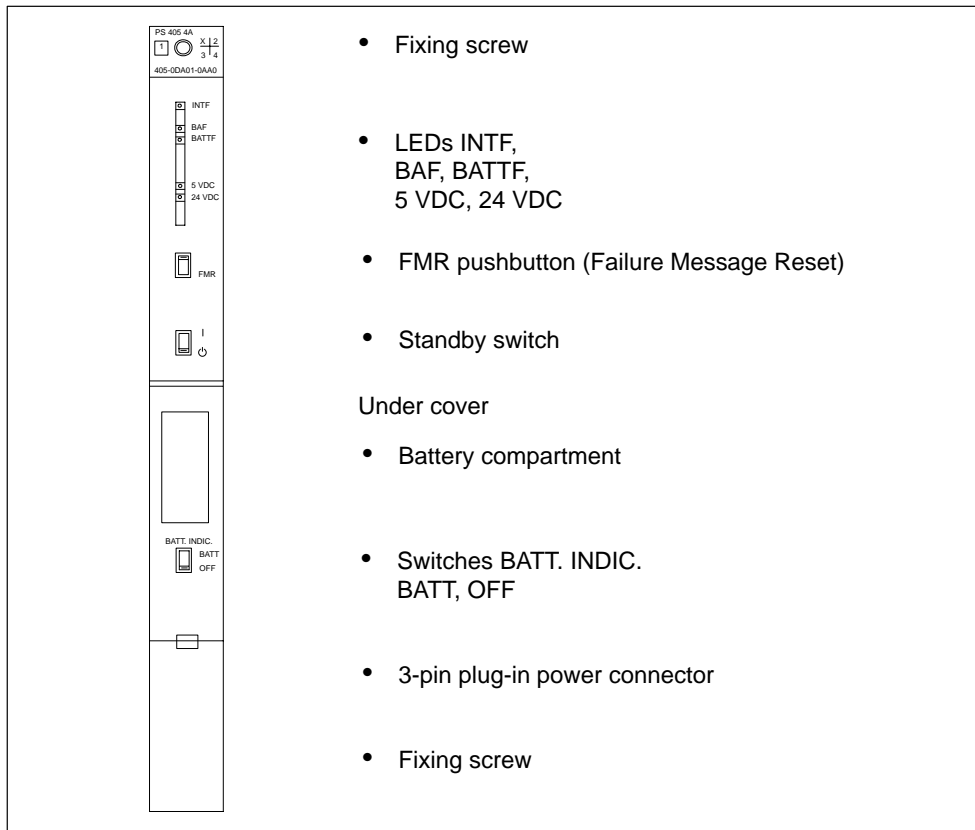 PS 405 4A
1 X 2
3 4
405-0DA01-0AA0
• Fixing screw
INTF
BAF
BATTF
5 VDC
24 VDC
• LEDs INTF,
BAF, BATTF,
5 VDC, 24 VDC
FMR
• FMR pushbutton (Failure Message Reset)
I
• Standby switch
Under cover
• Battery compartment
BATT. INDIC.
BATT
OFF
• Switches BATT. INDIC.
BATT, OFF
• 3-pin plug-in power connector
• Fixing screw